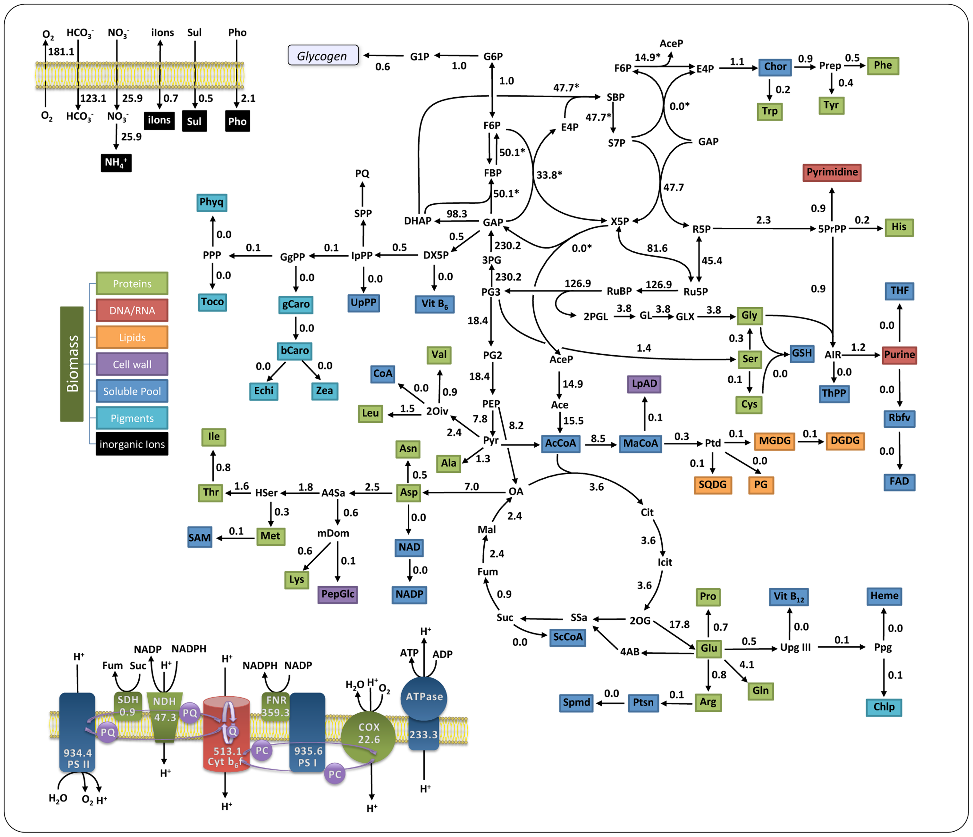 O2 HCO3- NO3- iIons Sul Pho
181.1
123.1 25.9 0.7 0.5 2.1
O2 HCO3- NO3- iIons Sul Pho
25.9
NH4+
Glycogen 0.6 G1P 1.0 G6P
1.0
F6P
50.1*
FBP
50.1*
33.8*
DHAP 98.3 GAP
47.7* SBP
E4P 47.7*
S7P
AceP
14.9*
F6P E4P 1.1 Chor 0.9 Prep 0.5 Phe
0.2 0.4
Trp Tyr
0.0*
GAP
47.7
X5P R5P 2.3 5PrPP 0.2 His
Pyrimidine
0.9
0.0*
81.6 45.4
RuBP 126.9 Ru5P
126.9
230.2
3PG
230.2
PG3
2PGL 3.8 GL 3.8 GLX 3.8 Gly
1.4 Ser 0.3
0.1
Cys
0.0 GSH
0.9
AIR 1.2 Purine
0.0
ThPP
THF
0.0
0.0
Rbfv
0.0
FAD
PQ
SPP
Phyq
0.0
PPP 0.1 GgPP 0.1 IpPP 0.5 DX5P 0.5
0.0 0.0 0.0 0.0
Toco gCaro UpPP Vit B6
0.0
bCaro
0.0 0.0
Echi Zea
Biomass
Proteins
DNA/RNA
Lipids
Cell wall
Soluble Pool
Pigments
inorganic Ions
18.4
PG2
18.4
PEP
7.8 8.2
Pyr
Val
CoA
0.0 0.9
Leu 1.5 2Oiv
2.4
Ala 1.3
AceP
14.9
Ace
15.5
AcCoA 8.5 MaCoA 0.3 Ptd 0.1 MGDG 0.1 DGDG
LpAD
0.1
0.1 0.0
SQDG PG
Ile
0.8
Thr 1.6 HSer 1.8 A4Sa 2.5 Asp 7.0 OA
Asn
0.5
0.3 0.6 0.0
SAM 0.1 Met mDom NAD
0.6 0.1 0.0
Lys PepGlc NADP
3.6
Cit
3.6
Icit
3.6
2OG
SSa
Suc
0.9
Fum
2.4
Mal
2.4
0.0 ScCoA
4AB
17.8
Pro
0.7
Glu 0.5 Upg III 0.1 Ppg
Vit B12 Heme
0.0 0.0
4.1
Gln
0.8
Arg 0.1 Ptsn 0.0 Spmd
0.1
Chlp
H+ Fum Suc NADP NADPH H+ H+ NADPH NADP H2O H+ O2 ATP ADP H+
SDH
0.9
NDH
47.3
FNR
359.3
COX
22.6
ATPase
233.3
PQ PQ Q PC PC
934.4
PS II
513.1
Cyt b6f
935.6
PS I
H2O O2 H+ H+ H+ H+ H+